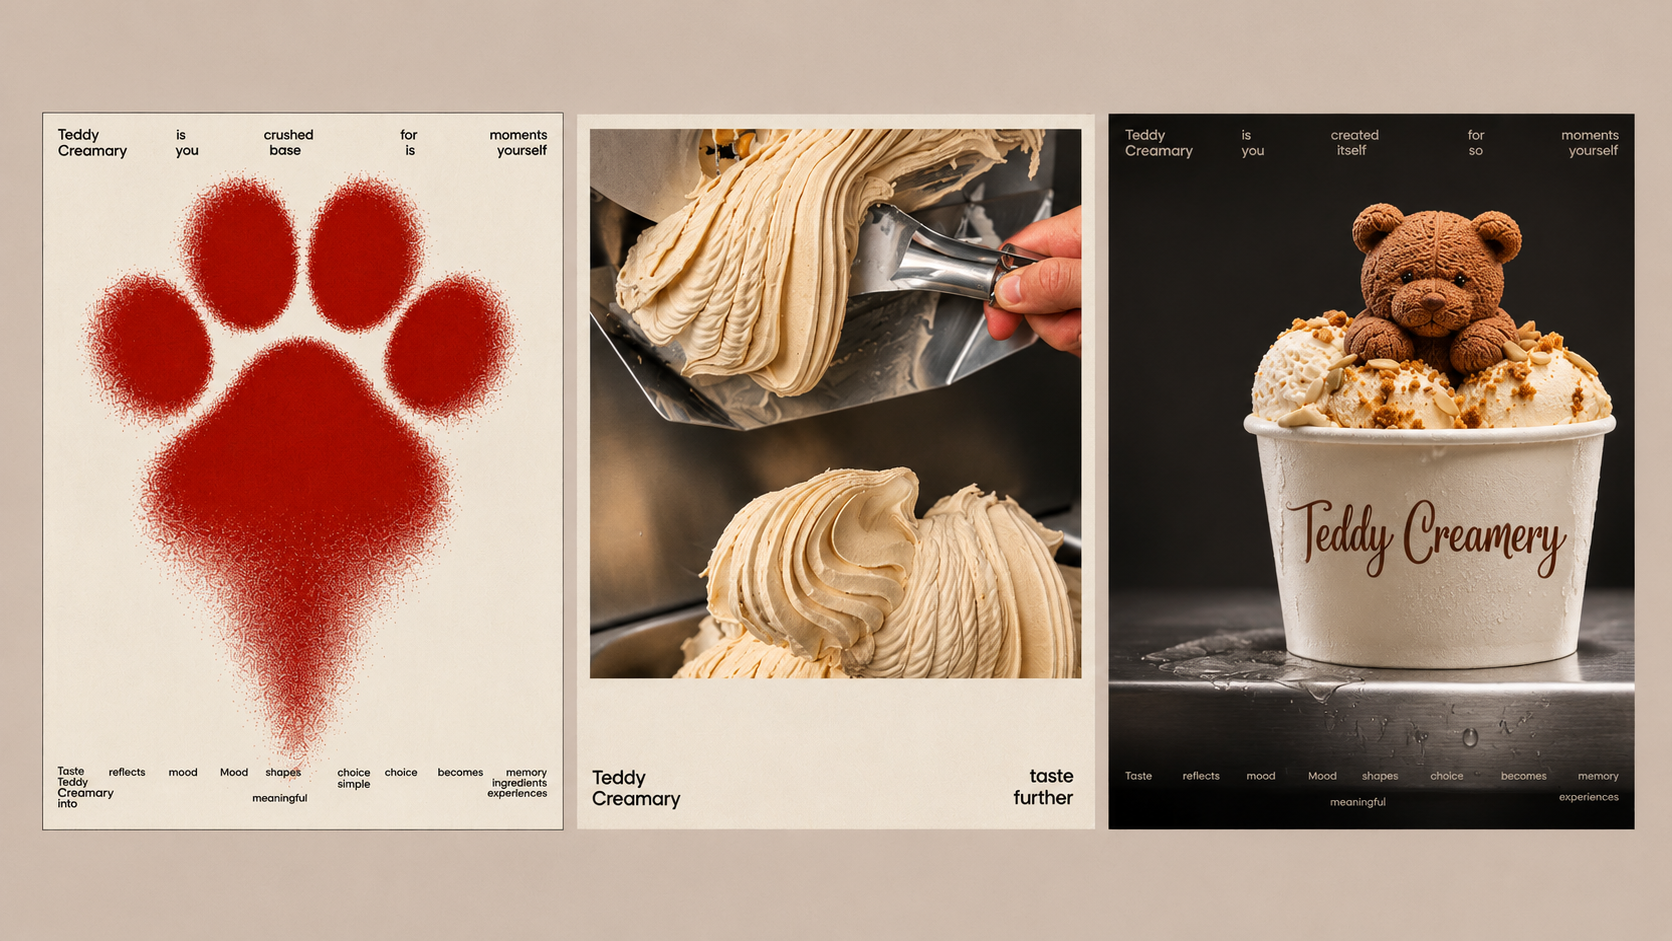 Teddy is crushed for moments
Creamary you base is yourself
Taste reflects mood Mood shapes choice choice becomes memory
Teddy simple ingredients
Creamary meaningful experiences
into
Teddy taste
Creamary further
Teddy is created for moments
Creamary you itself so yourself
Teddy Creamery
Taste reflects mood Mood shapes choice becomes memory
meaningful experiences